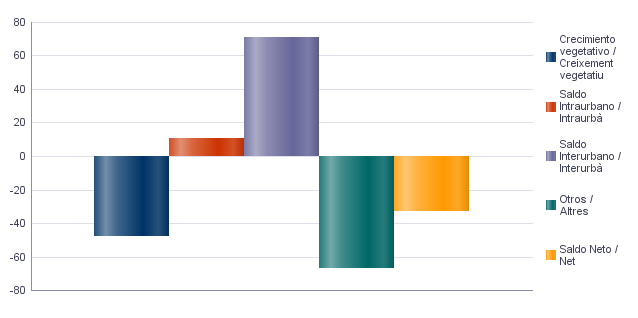 80
60
40
20
0
-20
-40
-60
-80
Crecimiento
vegetativo /
Creixement
vegetatiu
Saldo
Intraurbano /
Intraurbà
Saldo
Interurbano /
Interurbà
Otros /
Altres
Saldo Neto /
Net